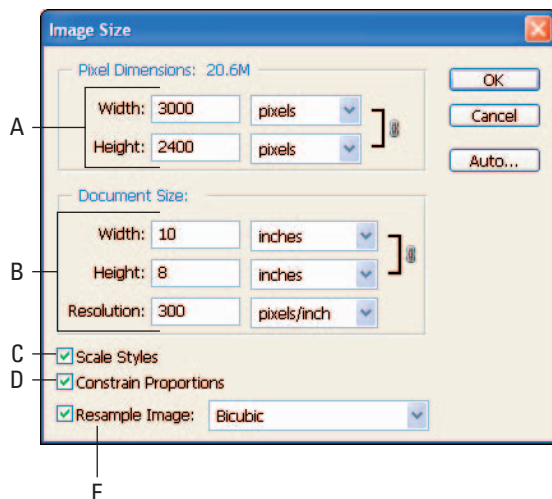 Image Size
Pixel Dimensions: 20.6M
OK
A
Width: 3000 pixels
Cancel
Height: 2400 pixels
Auto...
Document Size:
Width: 10 inches
B
Height: 8 inches
Resolution: 300 pixels/inch
C Scale Styles
D Constrain Proportions
Resample Image: Bicubic
E